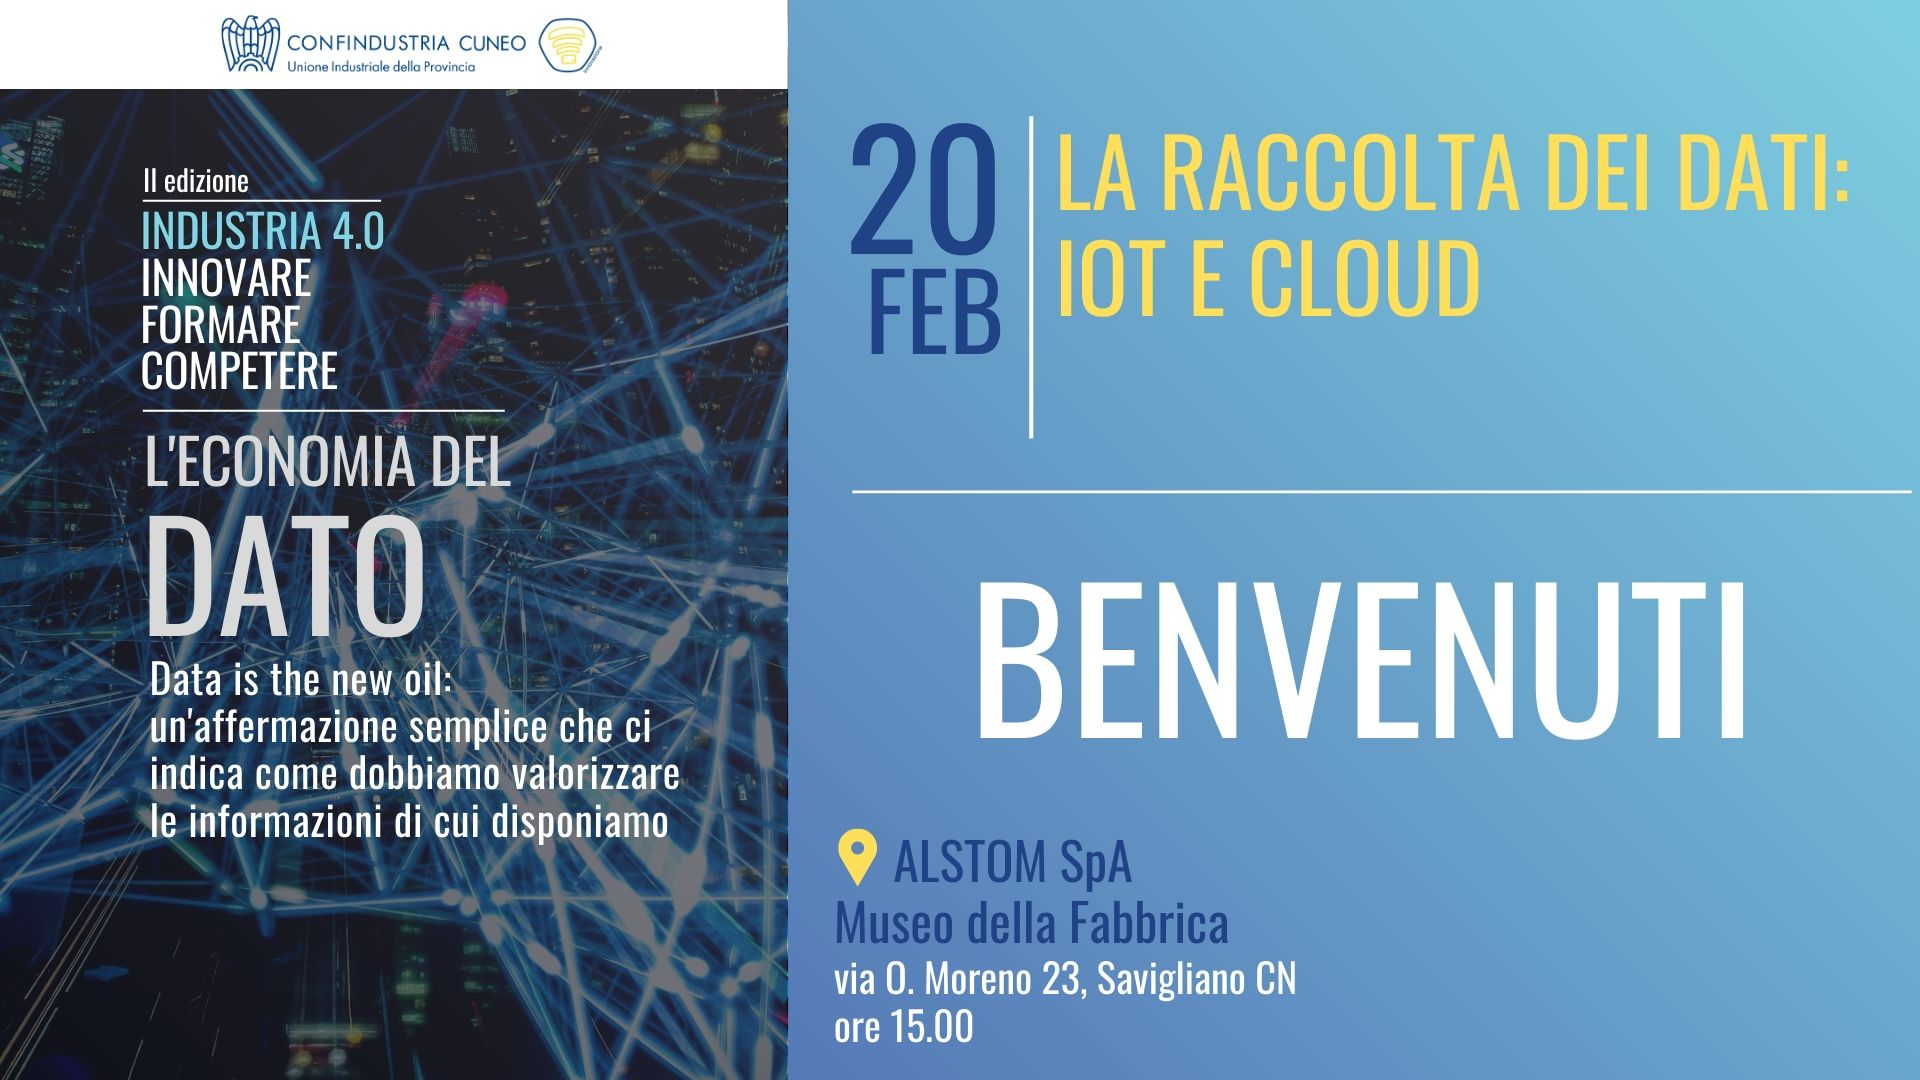 CONFINDUSTRIA CUNEO
Unione Industriale della Provincia
innovazione
II edizione
INDUSTRIA 4.0
INNOVARE
FORMARE
COMPETERE
L'ECONOMIA DEL
DATO
Data is the new oil:
un'affermazione semplice che ci
indica come dobbiamo valorizzare
le informazioni di cui disponiamo
20
FEB
LA RACCOLTA DEI DATI:
IOT E CLOUD
BENVENUTI
ALSTOM SpA
Museo della Fabbrica
via O. Moreno 23, Savigliano CN
ore 15.00